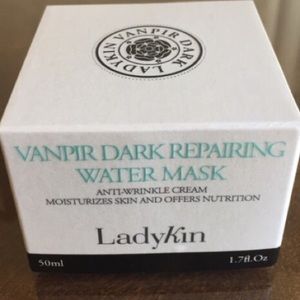 LADYKIN VANPIR DARK
VANPIR DARK REPAIRING
WATER MASK
ANTI-WRINKLE CREAM
MOISTURIZES SKIN AND OFFERS NUTRITION
LadyKin
50ml 1.7fl.Oz